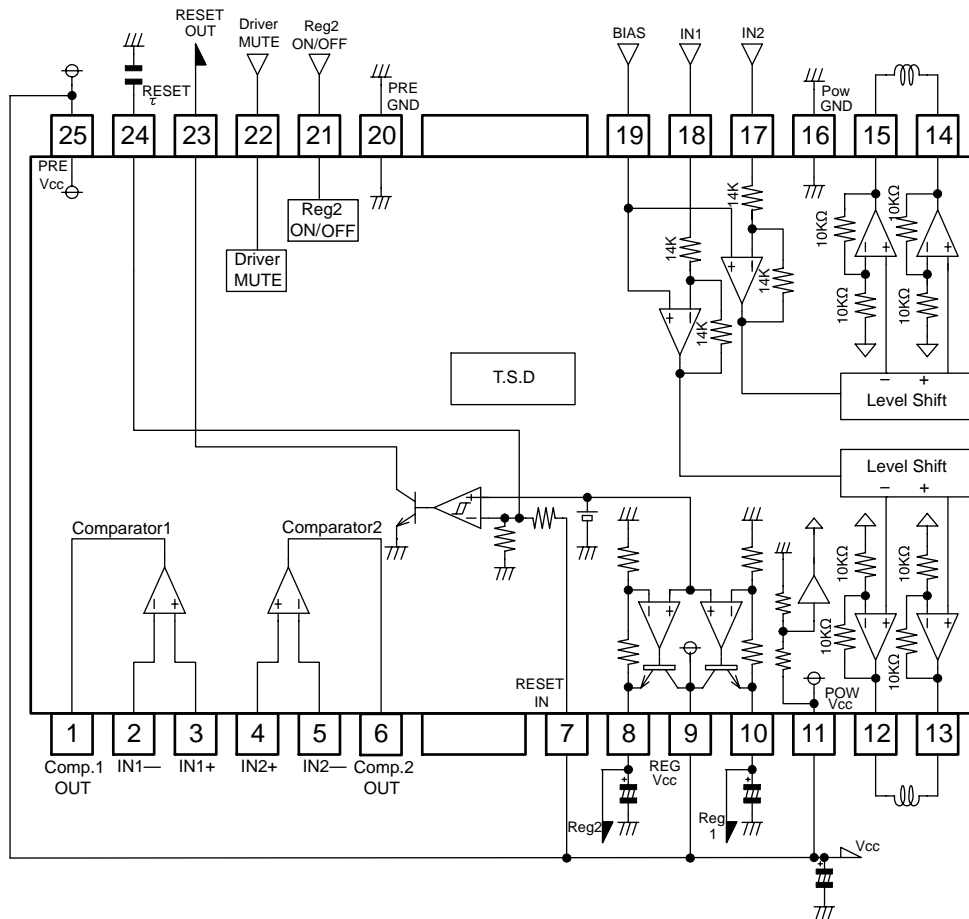 RESET
OUT
Driver
MUTE
Reg2
ON/OFF
BIAS
IN1
IN2
RESET
τ
PRE
GND
Pow
GND
25
24
23
22
21
20
19
18
17
16
15
14
PRE
Vcc
Reg2
ON/OFF
Driver
MUTE
14K
14K
14K
14K
10KΩ
10KΩ
10KΩ
10KΩ
+
+
+
+
T.S.D
− +
Level Shift
Level Shift
− +
Comparator1
Comparator2
+
−
+
+
+
+
10KΩ
10KΩ
10KΩ
10KΩ
+
+
RESET
IN
POW
Vcc
1
2
3
4
5
6
7
8
9
10
11
12
13
Comp.1
OUT
IN1—
IN1+
IN2+
IN2—
Comp.2
OUT
REG
Vcc
+
+
Reg2
Reg
1
Vcc
+